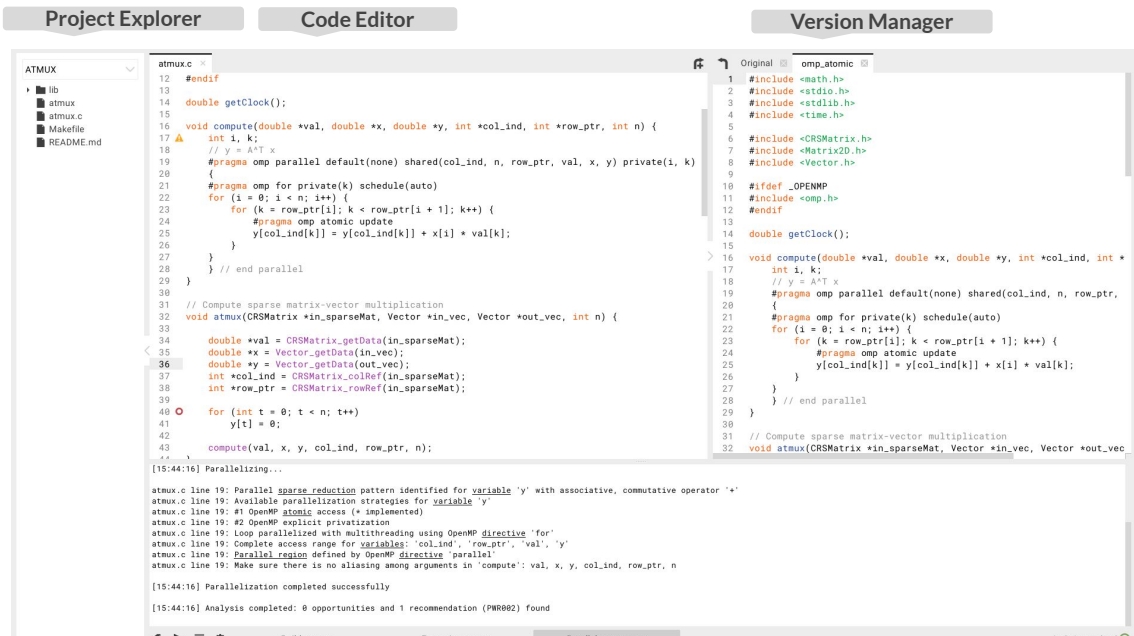 Project Explorer
Code Editor
Version Manager
ATMUX
lib
atmux
atmux.c
Makefile
README.md
atmux.c ×
12 #endif
13
14 double getClock();
15
16 void compute(double *val, double *x, double *y, int *col_ind, int *row_ptr, int n) {
17 int i, k;
18 // y = A^T x
19 #pragma omp parallel default(none) shared(col_ind, n, row_ptr, val, x, y) private(i, k)
20 {
21 #pragma omp for private(k) schedule(auto)
22 for (i = 0; i < n; i++) {
23 for (k = row_ptr[i]; k < row_ptr[i + 1]; k++) {
24 #pragma omp atomic update
25 y[col_ind[k]] = y[col_ind[k]] + x[i] * val[k];
26 }
27 }
28 } // end parallel
29 }
30
31 // Compute sparse matrix-vector multiplication
32 void atmux(CRSMatrix *in_sparseMat, Vector *in_vec, Vector *out_vec, int n) {
33
34 double *val = CRSMatrix_getData(in_sparseMat);
35 double *x = Vector_getData(in_vec);
36 double *y = Vector_getData(out_vec);
37 int *col_ind = CRSMatrix_colRef(in_sparseMat);
38 int *row_ptr = CRSMatrix_rowRef(in_sparseMat);
39
40 for (int t = 0; t < n; t++)
41 y[t] = 0;
42
43 compute(val, x, y, col_ind, row_ptr, n);
Original
omp_atomic
1 #include <math.h>
2 #include <stdio.h>
3 #include <stdlib.h>
4 #include <time.h>
5
6 #include <CRSMatrix.h>
7 #include <Matrix2D.h>
8 #include <Vector.h>
9
10 #ifdef _OPENMP
11 #include <omp.h>
12 #endif
13
14 double getClock();
15
16 void compute(double *val, double *x, double *y, int *col_ind, int *
17 int i, k;
18 // y = A^T x
19 #pragma omp parallel default(none) shared(col_ind, n, row_ptr,
20 {
21 #pragma omp for private(k) schedule(auto)
22 for (i = 0; i < n; i++) {
23 for (k = row_ptr[i]; k < row_ptr[i + 1]; k++) {
24 #pragma omp atomic update
25 y[col_ind[k]] = y[col_ind[k]] + x[i] * val[k];
26 }
27 }
28 } // end parallel
29 }
30
31 // Compute sparse matrix-vector multiplication
32 void atmux(CRSMatrix *in_sparseMat, Vector *in_vec, Vector *out_vec
[15:44:16] Parallelizing...
atmux.c line 19: Parallel sparse reduction pattern identified for variable 'y' with associative, commutative operator '+'
atmux.c line 19: Available parallelization strategies for variable 'y'
atmux.c line 19: #1 OpenMP atomic access (* implemented)
atmux.c line 19: #2 OpenMP explicit privatization
atmux.c line 19: Loop parallelized with multithreading using OpenMP directive 'for'
atmux.c line 19: Complete access range for variables: 'col_ind', 'row_ptr', 'val', 'y'
atmux.c line 19: Parallel region defined by OpenMP directive 'parallel'
atmux.c line 19: Make sure there is no aliasing among arguments in 'compute': val, x, y, col_ind, row_ptr, n
[15:44:16] Parallelization completed successfully
[15:44:16] Analysis completed: 0 opportunities and 1 recommendation (PWR002) found